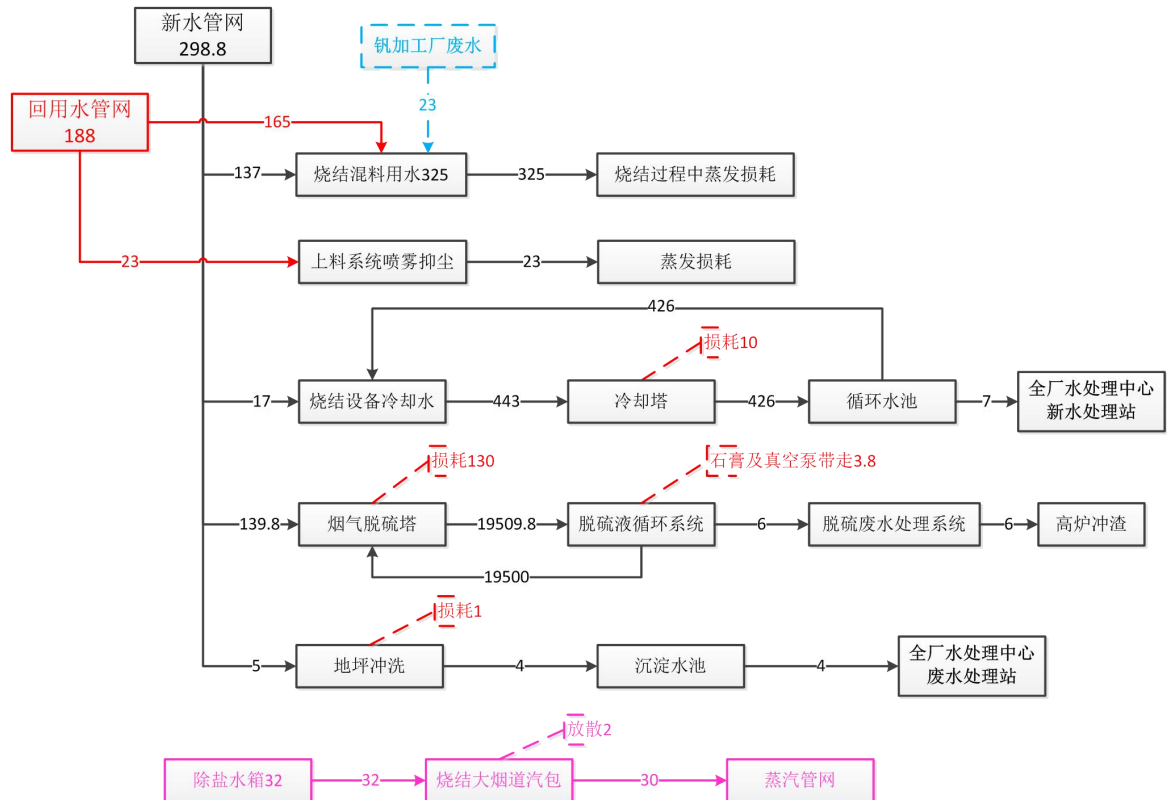 新水管网
298.8
钒加工厂废水
回用水管网
188
165
23
137
烧结混料用水325
325
烧结过程中蒸发损耗
23
上料系统喷雾抑尘
23
蒸发损耗
426
损耗10
17
烧结设备冷却水
443
冷却塔
426
循环水池
7
全厂水处理中心
新水处理站
损耗130
石膏及真空泵带走3.8
139.8
烟气脱硫塔
19509.8
脱硫液循环系统
6
脱硫废水处理系统
6
高炉冲渣
19500
损耗1
5
地坪冲洗
4
沉淀水池
4
全厂水处理中心
废水处理站
放散2
除盐水箱32
32
烧结大烟道汽包
30
蒸汽管网